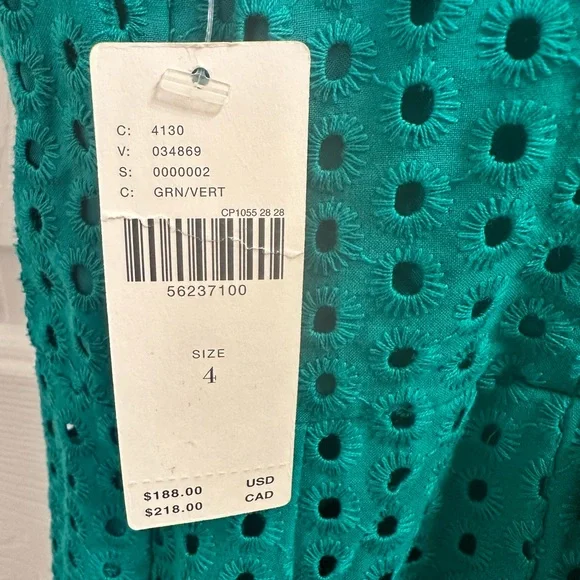 C: 4130
V: 034869
S: 0000002
C: GRN/VERT
CP1055 28 28
56237100
SIZE
4
$188.00 USD
$218.00 CAD